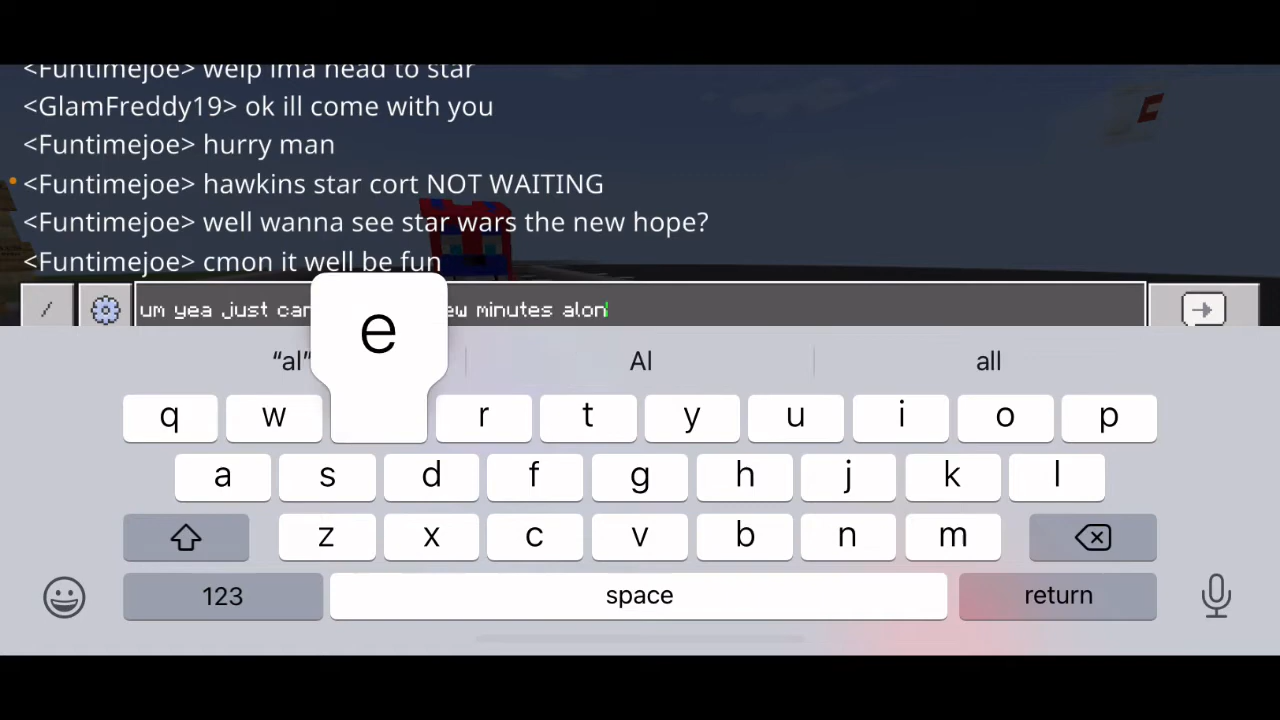 <Funtimejoe> welp ima head to star
<GlamFreddy19> ok ill come with you
<Funtimejoe> hurry man
<Funtimejoe> hawkins star cort NOT WAITING
<Funtimejoe> well wanna see star wars the new hope?
<Funtimejoe> cmon it well be fun
/ um yea just can ew minutes alon
e
“al” Al all
q w r t y u i o p
a s d f g h j k l
z x c v b n m
123 space return